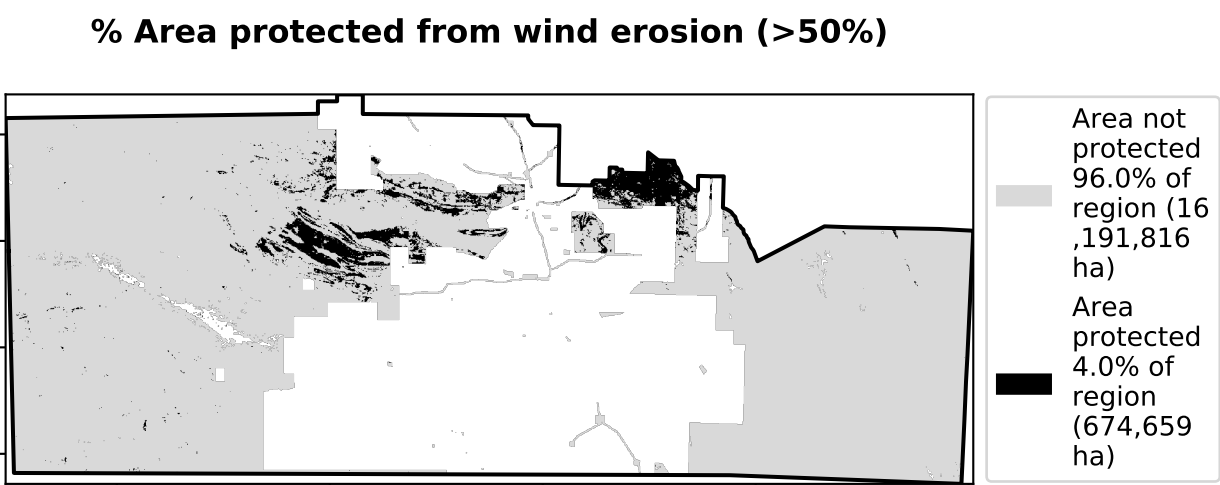 % Area protected from wind erosion (>50%)
Area not
protected
96.0% of
region (16
,191,816
ha)
Area
protected
4.0% of
region
(674,659
ha)